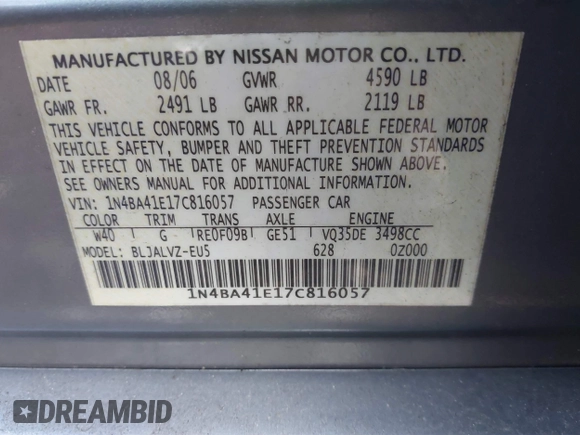 MANUFACTURED BY NISSAN MOTOR CO., LTD.
DATE 08/06 GVWR 4590 LB
GAWR FR. 2491 LB GAWR RR. 2119 LB
THIS VEHICLE CONFORMS TO ALL APPLICABLE FEDERAL MOTOR
VEHICLE SAFETY, BUMPER AND THEFT PREVENTION STANDARDS
IN EFFECT ON THE DATE OF MANUFACTURE SHOWN ABOVE.
SEE OWNERS MANUAL FOR ADDITIONAL INFORMATION.
VIN: 1N4BA41E17C816057 PASSENGER CAR
COLOR TRIM TRANS AXLE ENGINE
W40 G RE0F09B GE51 VQ35DE 3498CC
MODEL: BLJALVZ-EU5 628 0Z000
1N4BA41E17C816057
DREAMBID